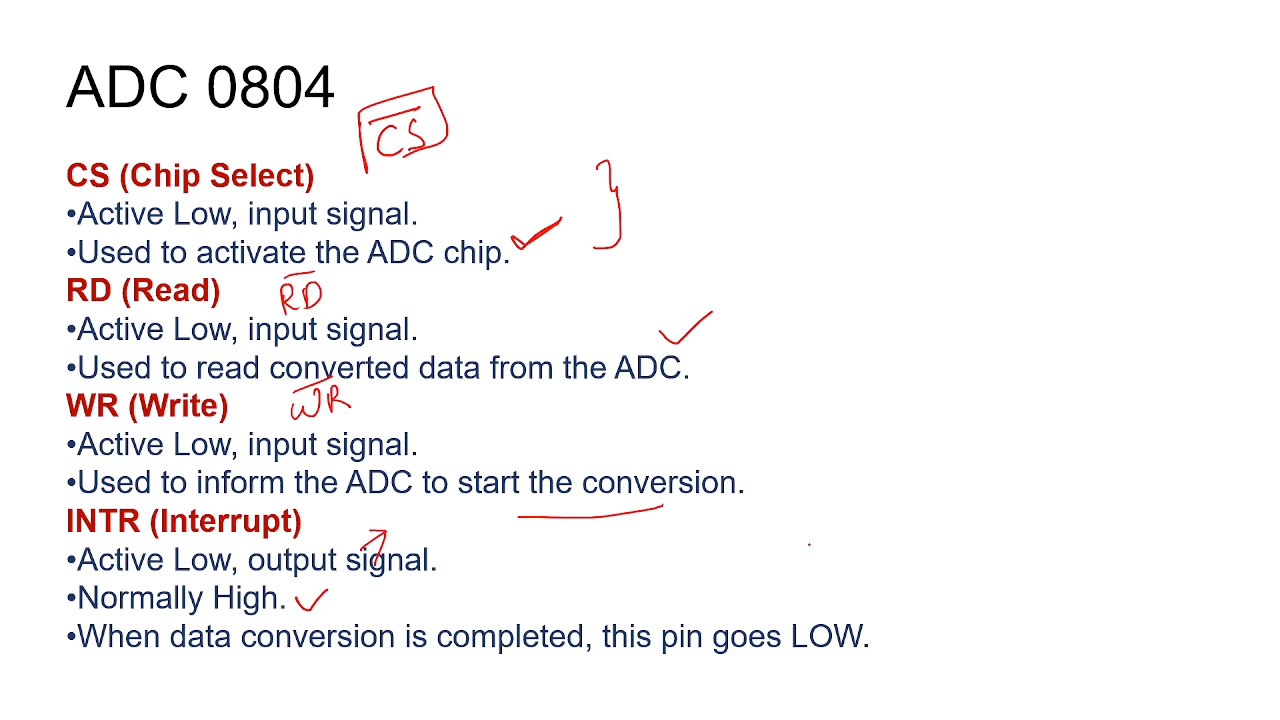 ADC 0804
C̅S̅
CS (Chip Select)
•Active Low, input signal.
•Used to activate the ADC chip.
RD (Read)
R̅D̅
•Active Low, input signal.
•Used to read converted data from the ADC.
WR (Write)
W̅R̅
•Active Low, input signal.
•Used to inform the ADC to start the conversion.
INTR (Interrupt)
•Active Low, output signal.
•Normally High.
•When data conversion is completed, this pin goes LOW.